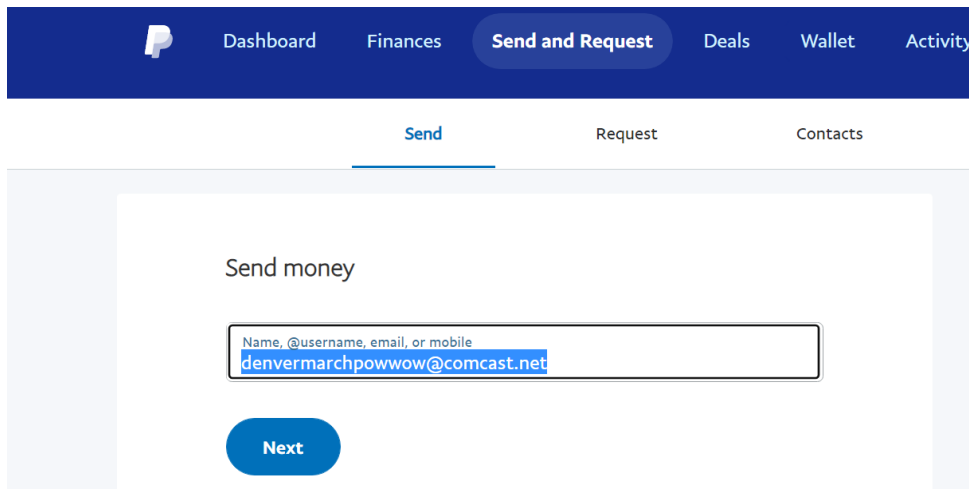 Dashboard Finances Send and Request Deals Wallet Activity
Send Request Contacts
Send money
Name, @username, email, or mobile
denvermarchpowwow@comcast.net
Next